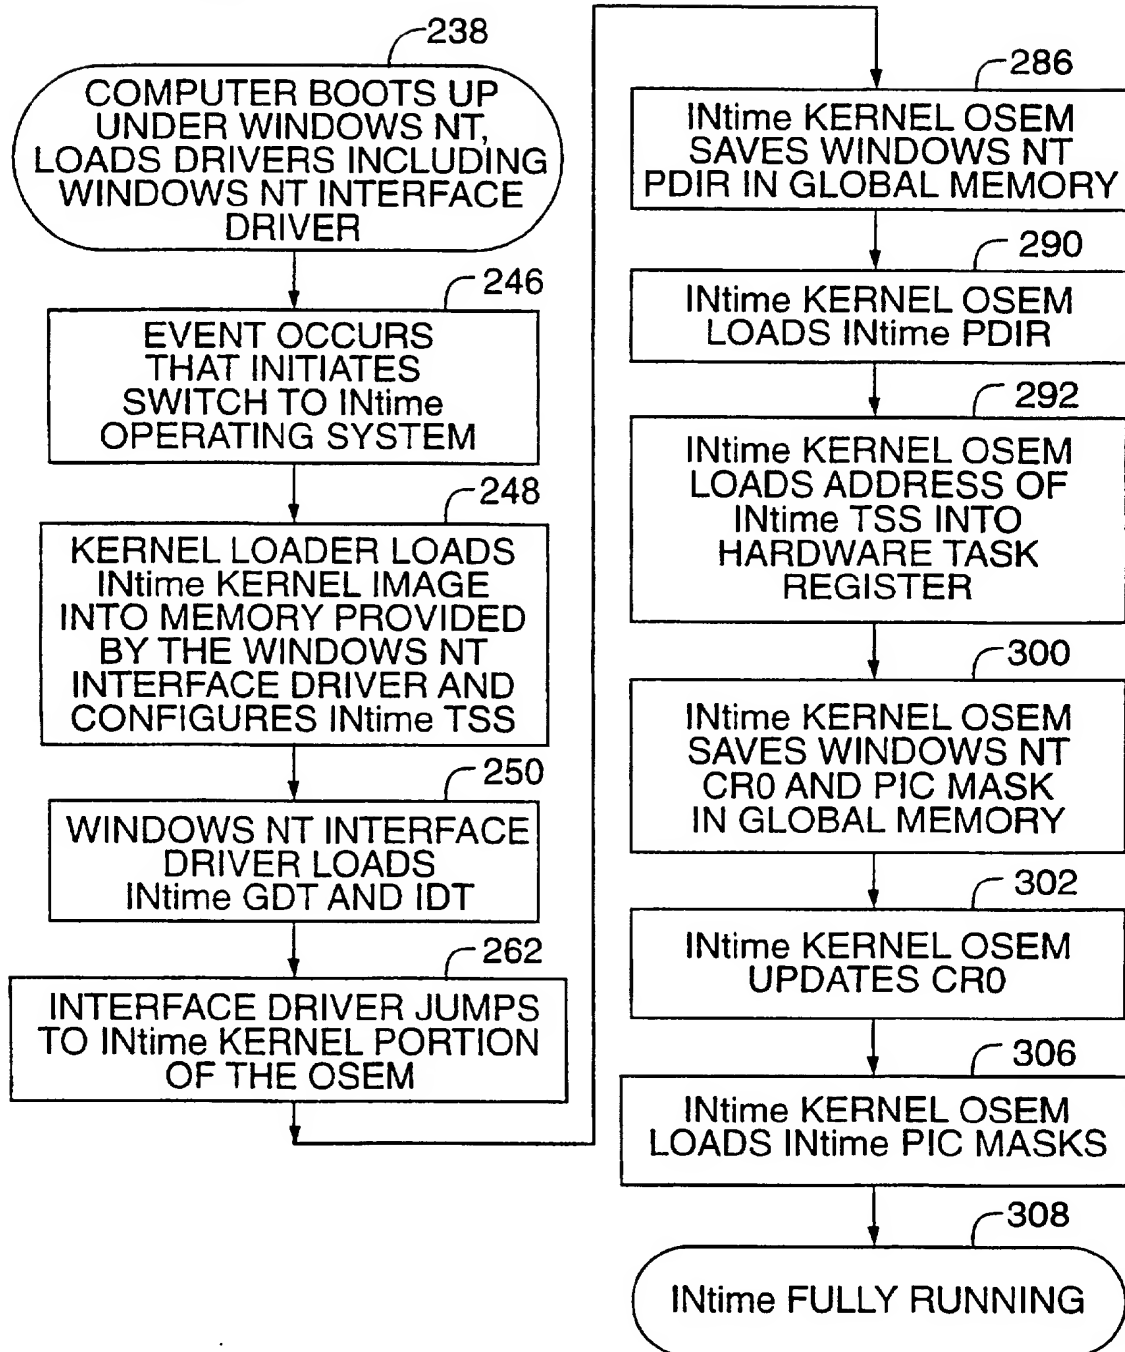 238
COMPUTER BOOTS UP
UNDER WINDOWS NT,
LOADS DRIVERS INCLUDING
WINDOWS NT INTERFACE
DRIVER
246
EVENT OCCURS
THAT INITIATES
SWITCH TO INtime
OPERATING SYSTEM
248
KERNEL LOADER LOADS
INtime KERNEL IMAGE
INTO MEMORY PROVIDED
BY THE WINDOWS NT
INTERFACE DRIVER AND
CONFIGURES INtime TSS
250
WINDOWS NT INTERFACE
DRIVER LOADS
INtime GDT AND IDT
262
INTERFACE DRIVER JUMPS
TO INtime KERNEL PORTION
OF THE OSEM
286
INtime KERNEL OSEM
SAVES WINDOWS NT
PDIR IN GLOBAL MEMORY
290
INtime KERNEL OSEM
LOADS INtime PDIR
292
INtime KERNEL OSEM
LOADS ADDRESS OF
INtime TSS INTO
HARDWARE TASK
REGISTER
300
INtime KERNEL OSEM
SAVES WINDOWS NT
CR0 AND PIC MASK
IN GLOBAL MEMORY
302
INtime KERNEL OSEM
UPDATES CR0
306
INtime KERNEL OSEM
LOADS INtime PIC MASKS
308
INtime FULLY RUNNING